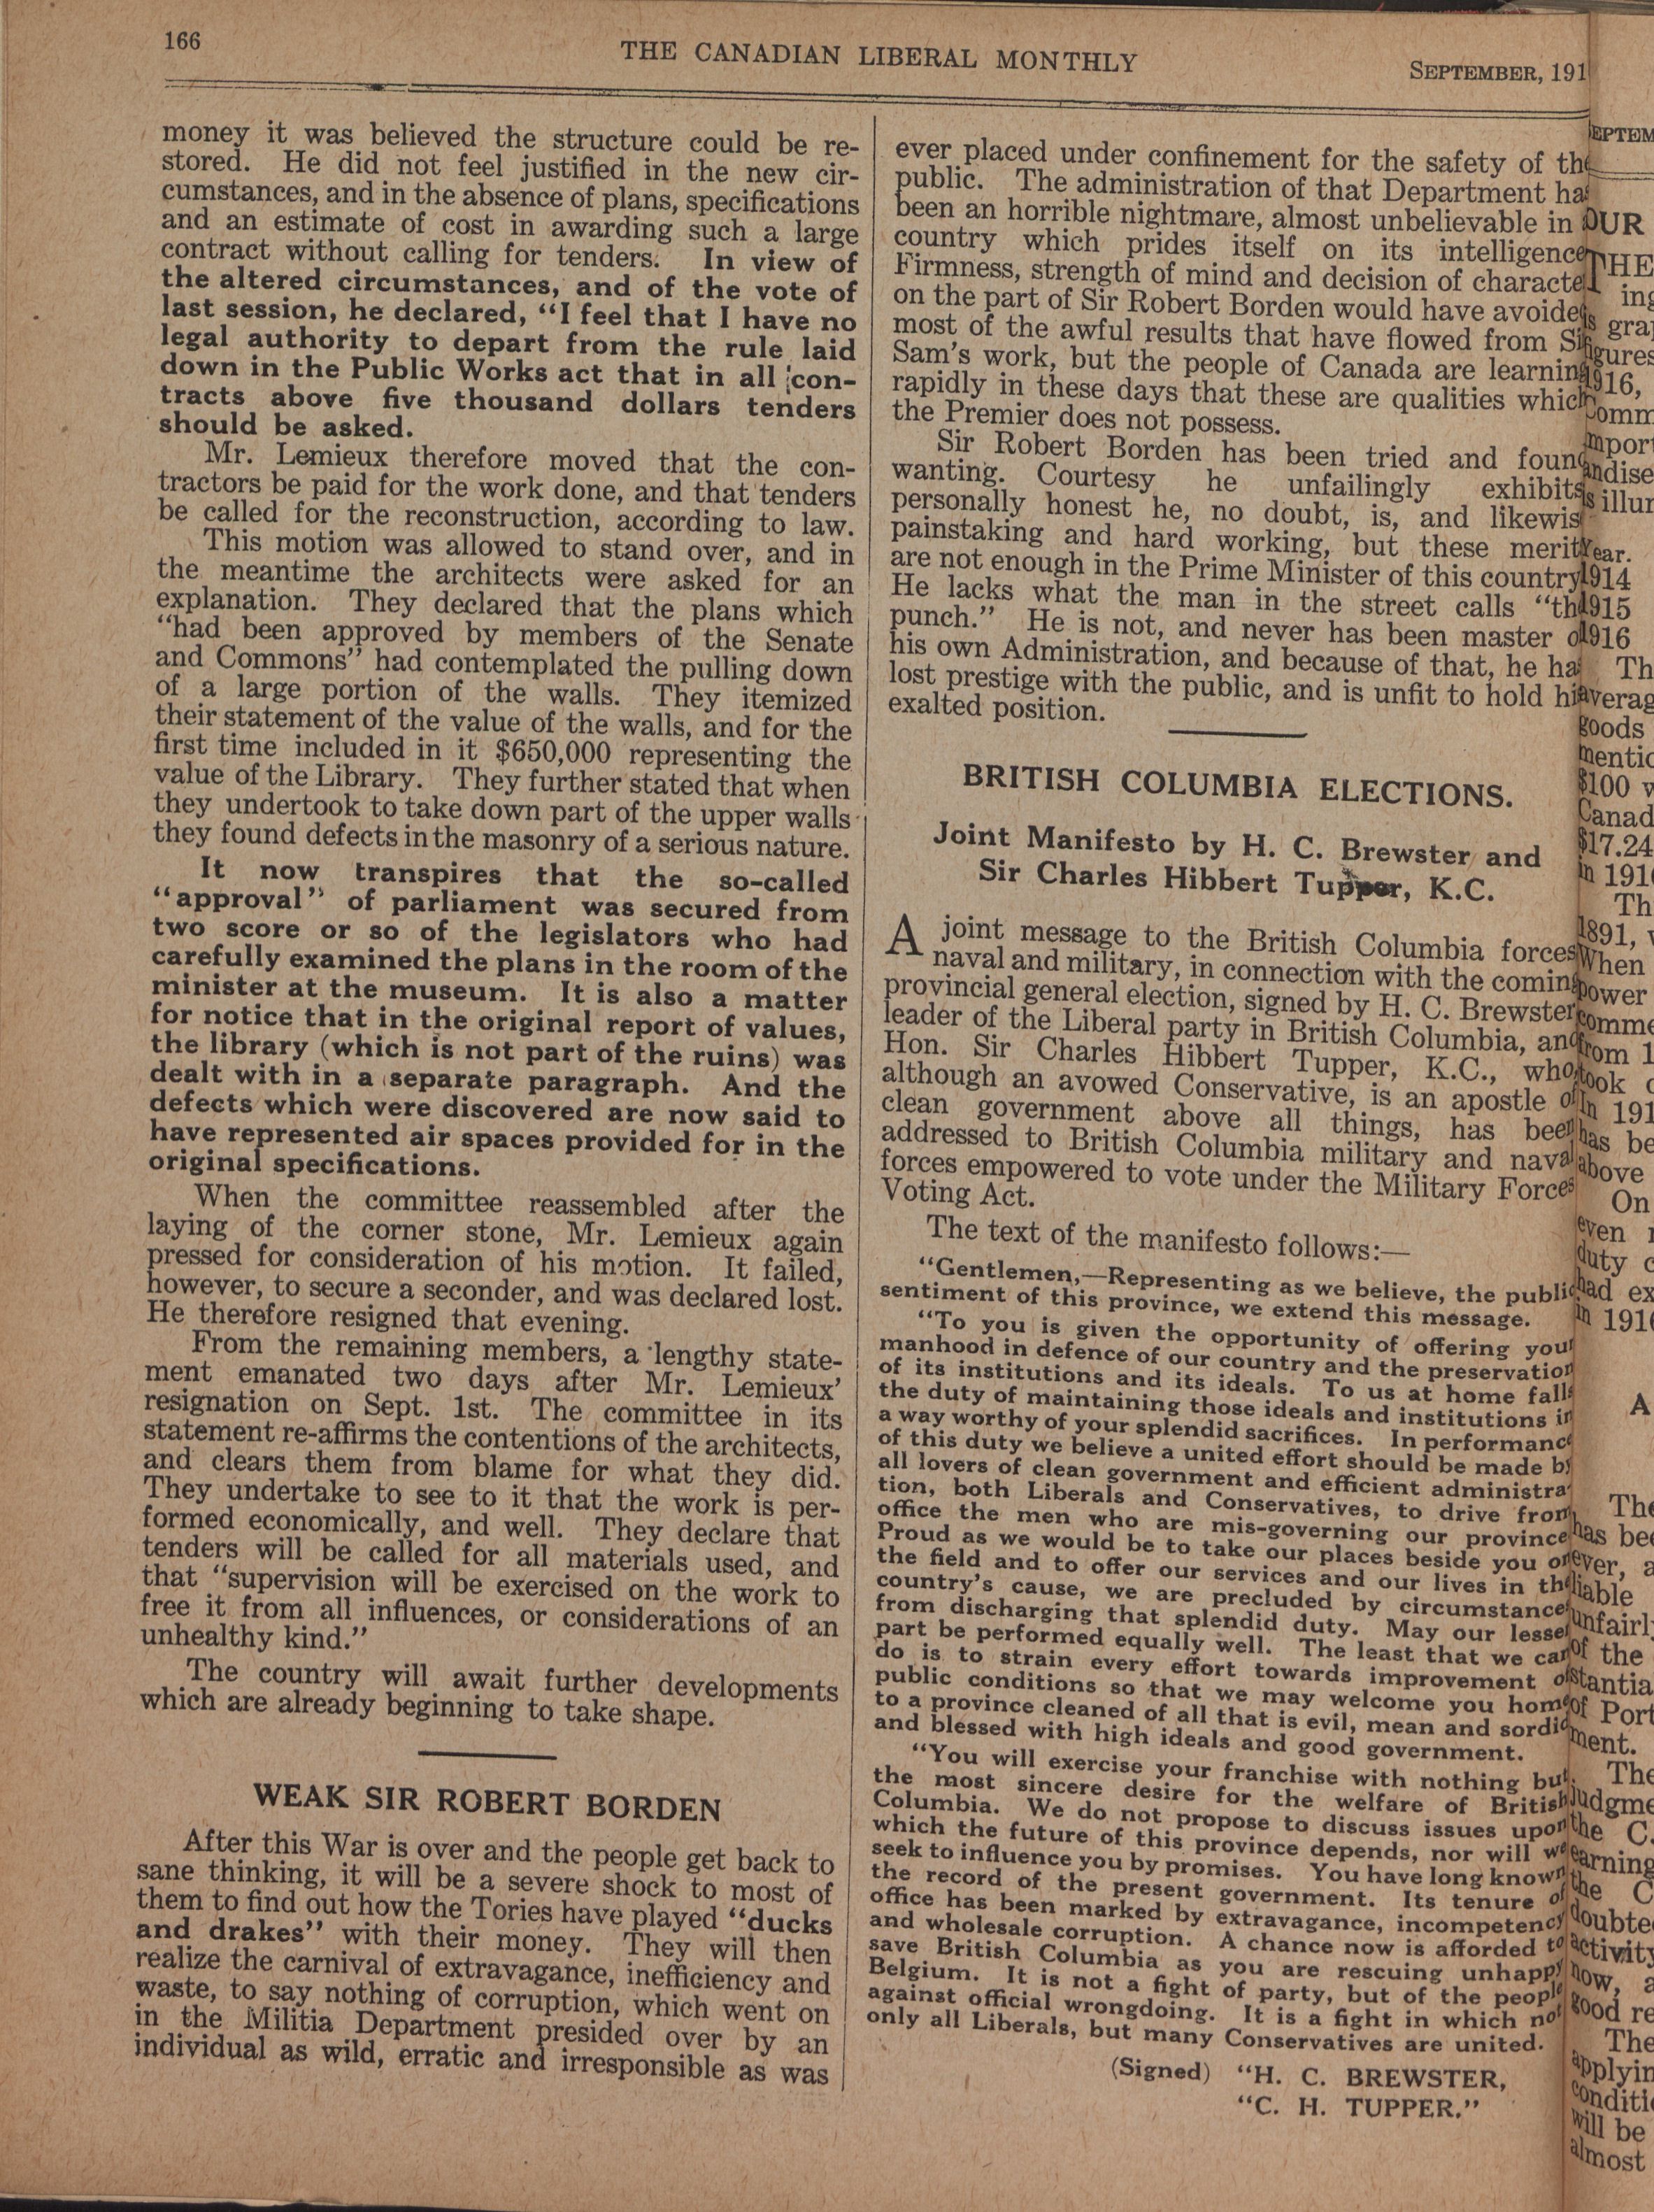 166
THE CANADIAN LIBERAL MONTHLY
SEPTEMBER, 191
money it was believed the structure could be re-
stored. He did not feel justified in the new cir-
cumstances, and in the absence of plans, specifications
and an estimate of cost in awarding such a large
contract without calling for tenders. In view of
the altered circumstances, and of the vote of
last session, he declared, "I feel that I have no
legal authority to depart from the rule laid
down in the Public Works act that in all con-
tracts above five thousand dollars tenders
should be asked.
Mr. Lemieux therefore moved that the con-
tractors be paid for the work done, and that tenders
be called for the reconstruction, according to law.
This motion was allowed to stand over, and in
the meantime the architects were asked for an
explanation. They declared that the plans which
"had been approved by members of the Senate
and Commons" had contemplated the pulling down
of a large portion of the walls. They itemized
their statement of the value of the walls, and for the
first time included in it $650,000 representing the
value of the Library. They further stated that when
they undertook to take down part of the upper walls
they found defects in the masonry of a serious nature.
It now transpires that the so-called
"approval" of parliament was secured from
two score or so of the legislators who had
carefully examined the plans in the room of the
minister at the museum. It is also a matter
for notice that in the original report of values,
the library (which is not part of the ruins) was
dealt with in a separate paragraph. And the
defects which were discovered are now said to
have represented air spaces provided for in the
original specifications.
When the committee reassembled after the
laying of the corner stone, Mr. Lemieux again
pressed for consideration of his motion. It failed,
however, to secure a seconder, and was declared lost.
He therefore resigned that evening.
From the remaining members, a lengthy state-
ment emanated two days after Mr. Lemieux'
resignation on Sept. 1st. The committee in its
statement re-affirms the contentions of the architects,
and clears them from blame for what they did.
They undertake to see to it that the work is per-
formed economically, and well. They declare that
tenders will be called for all materials used, and
that "supervision will be exercised on the work to
free it from all influences, or considerations of an
unhealthy kind."
The country will await further developments
which are already beginning to take shape.
WEAK SIR ROBERT BORDEN
After this War is over and the people get back to
sane thinking, it will be a severe shock to most of
them to find out how the Tories have played "ducks
and drakes" with their money. They will then
realize the carnival of extravagance, inefficiency and
waste, to say nothing of corruption, which went on
in the Militia Department presided over by an
individual as wild, erratic and irresponsible as was
ever placed under confinement for the safety of the
public. The administration of that Department ha
been an horrible nightmare, almost unbelievable in
country which prides itself on its intelligence
Firmness, strength of mind and decision of characte
on the part of Sir Robert Borden would have avoide
most of the awful results that have flowed from Si
Sam's work, but the people of Canada are learnin
rapidly in these days that these are qualities which
the Premier does not possess.
Sir Robert Borden has been tried and foun
wanting. Courtesy he unfailingly exhibits
personally honest he, no doubt, is, and likewis
painstaking and hard working, but these merit
are not enough in the Prime Minister of this country
He lacks what the man in the street calls "th
punch." He is not, and never has been master o
his own Administration, and because of that, he ha
lost prestige with the public, and is unfit to hold hi
exalted position.
BRITISH COLUMBIA ELECTIONS.
Joint Manifesto by H. C. Brewster and
Sir Charles Hibbert Tupper, K.C.
A joint message to the British Columbia forces
naval and military, in connection with the coming
provincial general election, signed by H. C. Brewster
leader of the Liberal party in British Columbia, and
Hon. Sir Charles Hibbert Tupper, K.C., who
although an avowed Conservative, is an apostle of
clean government above all things, has been
addressed to British Columbia military and naval
forces empowered to vote under the Military Forces
Voting Act.
The text of the manifesto follows:—
"Gentlemen,—Representing as we believe, the public
sentiment of this province, we extend this message.
"To you is given the opportunity of offering your
manhood in defence of our country and the preservation
of its institutions and its ideals. To us at home falls
the duty of maintaining those ideals and institutions in
a way worthy of your splendid sacrifices. In performance
of this duty we believe a united effort should be made by
all lovers of clean government and efficient administra-
tion, both Liberals and Conservatives, to drive from
office the men who are mis-governing our province
Proud as we would be to take our places beside you on
the field and to offer our services and our lives in the
country's cause, we are precluded by circumstance
from discharging that splendid duty. May our lesser
part be performed equally well. The least that we can
do is to strain every effort towards improvement of
public conditions so that we may welcome you home
to a province cleaned of all that is evil, mean and sordid
and blessed with high ideals and good government.
"You will exercise your franchise with nothing but
the most sincere desire for the welfare of British
Columbia. We do not propose to discuss issues upon
which the future of this province depends, nor will we
seek to influence you by promises. You have long known
the record of the present government. Its tenure of
office has been marked by extravagance, incompetency
and wholesale corruption. A chance now is afforded to
save British Columbia as you are rescuing unhappy
Belgium. It is not a fight of party, but of the people
against official wrongdoing. It is a fight in which not
only all Liberals, but many Conservatives are united.
(Signed) "H. C. BREWSTER,
"C. H. TUPPER."